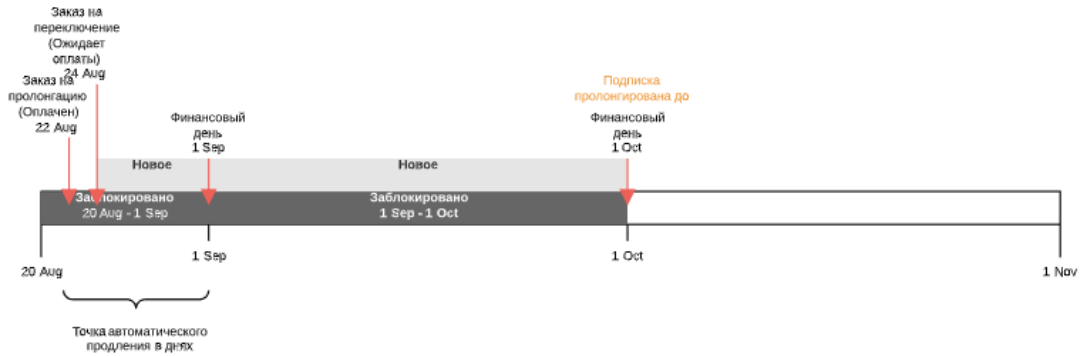 Заказ на
переключение
(Ожидает
оплаты)
24 Aug
Заказ на
пролонгацию
(Оплачен)
22 Aug
Финансовый
день
1 Sep
Подписка
пролонгирована до
Финансовый
день
1 Oct
Новое
Новое
Заблокировано
20 Aug - 1 Sep
Заблокировано
1 Sep - 1 Oct
20 Aug
1 Sep
1 Oct
1 Nov
Точка автоматического
продления в днях